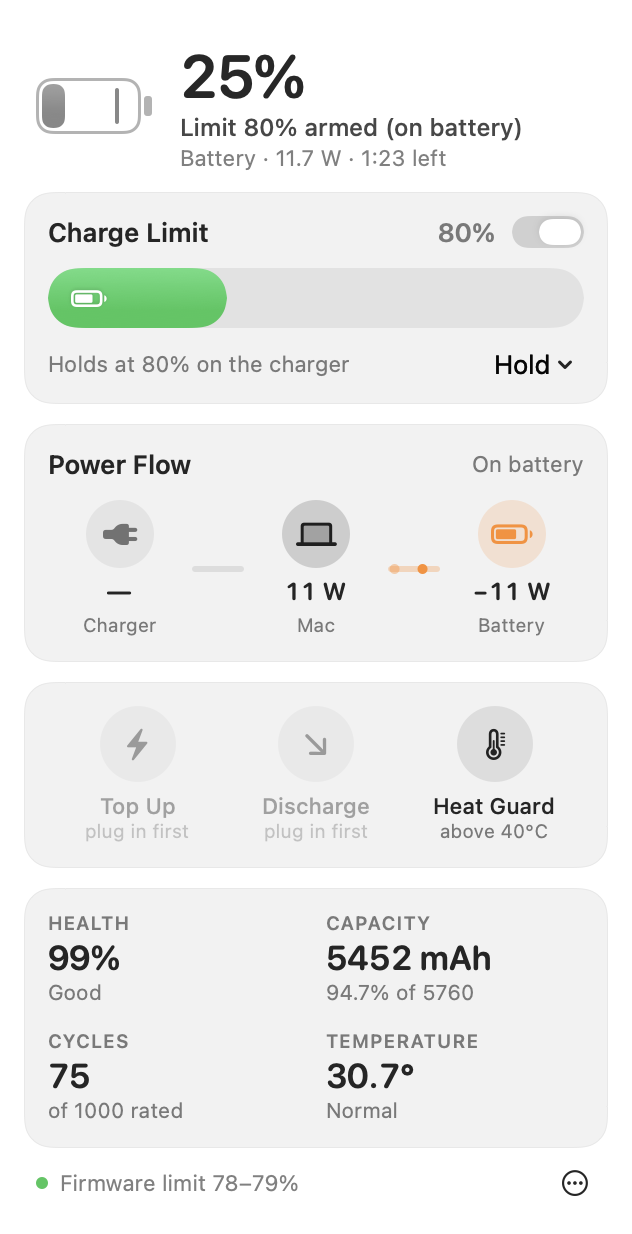 25%
Limit 80% armed (on battery)
Battery · 11.7 W · 1:23 left
Charge Limit
80%
Holds at 80% on the charger
Hold
Power Flow
On battery
—
11 W
−11 W
Charger
Mac
Battery
Top Up
Discharge
Heat Guard
plug in first
plug in first
above 40°C
HEALTH
CAPACITY
99%
5452 mAh
Good
94.7% of 5760
CYCLES
TEMPERATURE
75
30.7°
of 1000 rated
Normal
Firmware limit 78–79%